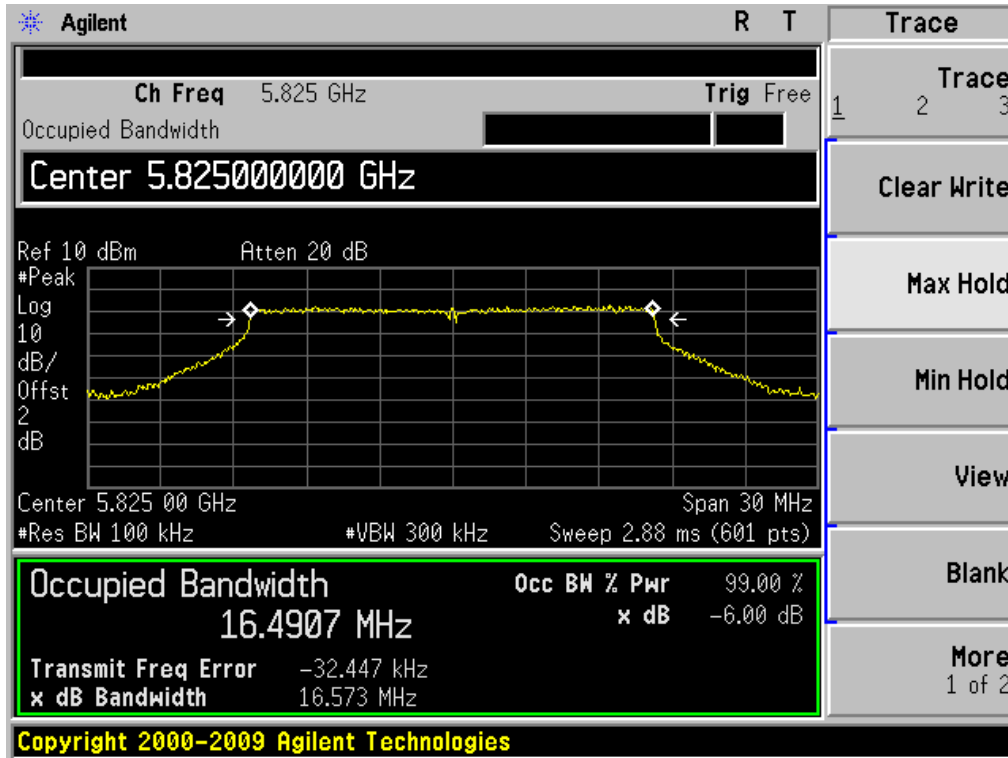 Agilent R T Trace
Ch Freq 5.825 GHz Trig Free
Occupied Bandwidth
Center 5.825000000 GHz
Ref 10 dBm Atten 20 dB
#Peak
Log
10
dB/
Offst
2
dB
Center 5.825 00 GHz Span 30 MHz
#Res BW 100 kHz #VBW 300 kHz Sweep 2.88 ms (601 pts)
Occupied Bandwidth Occ BW % Pwr 99.00 %
16.4907 MHz x dB -6.00 dB
Transmit Freq Error -32.447 kHz
x dB Bandwidth 16.573 MHz
Copyright 2000-2009 Agilent Technologies
Trace
1 2 3
Clear Write
Max Hold
Min Hold
View
Blank
More
1 of 2